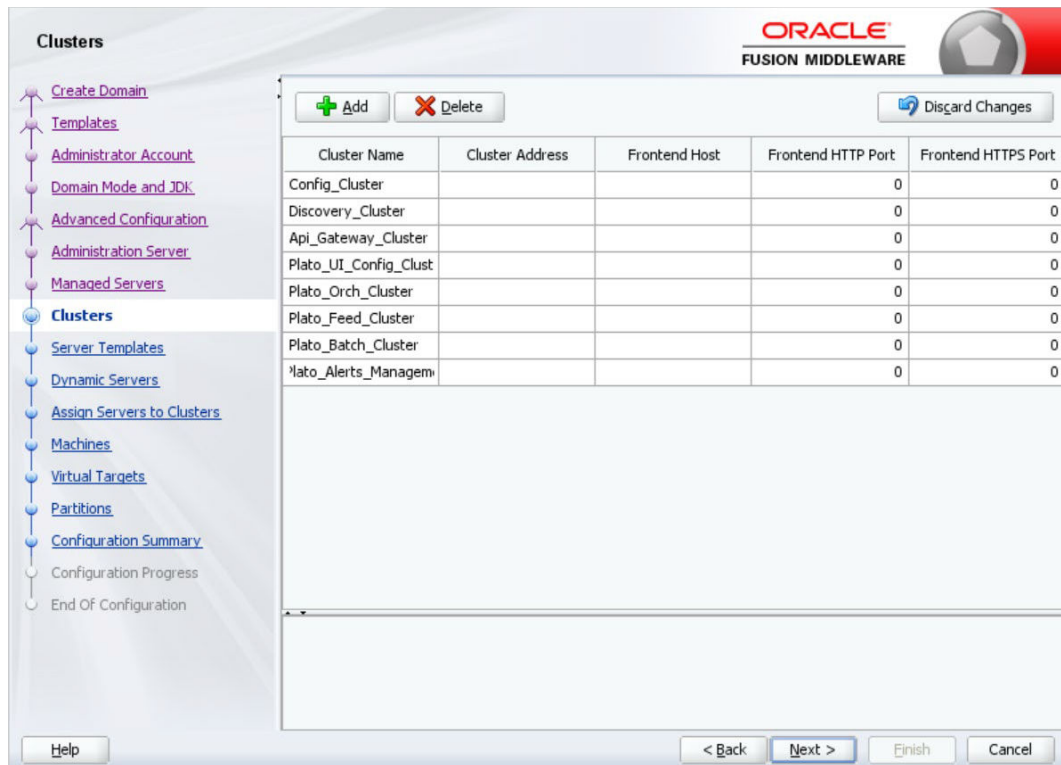 Clusters
ORACLE
FUSION MIDDLEWARE
Create Domain
Templates
Administrator Account
Domain Mode and JDK
Advanced Configuration
Administration Server
Managed Servers
Clusters
Server Templates
Dynamic Servers
Assign Servers to Clusters
Machines
Virtual Targets
Partitions
Configuration Summary
Configuration Progress
End Of Configuration
Add Delete Discard Changes
Cluster Name Cluster Address Frontend Host Frontend HTTP Port Frontend HTTPS Port
Config_Cluster 0 0
Discovery_Cluster 0 0
Api_Gateway_Cluster 0 0
Plato_UI_Config_Clust 0 0
Plato_Orch_Cluster 0 0
Plato_Feed_Cluster 0 0
Plato_Batch_Cluster 0 0
Plato_Alerts_Managem 0 0
Help < Back Next > Finish Cancel